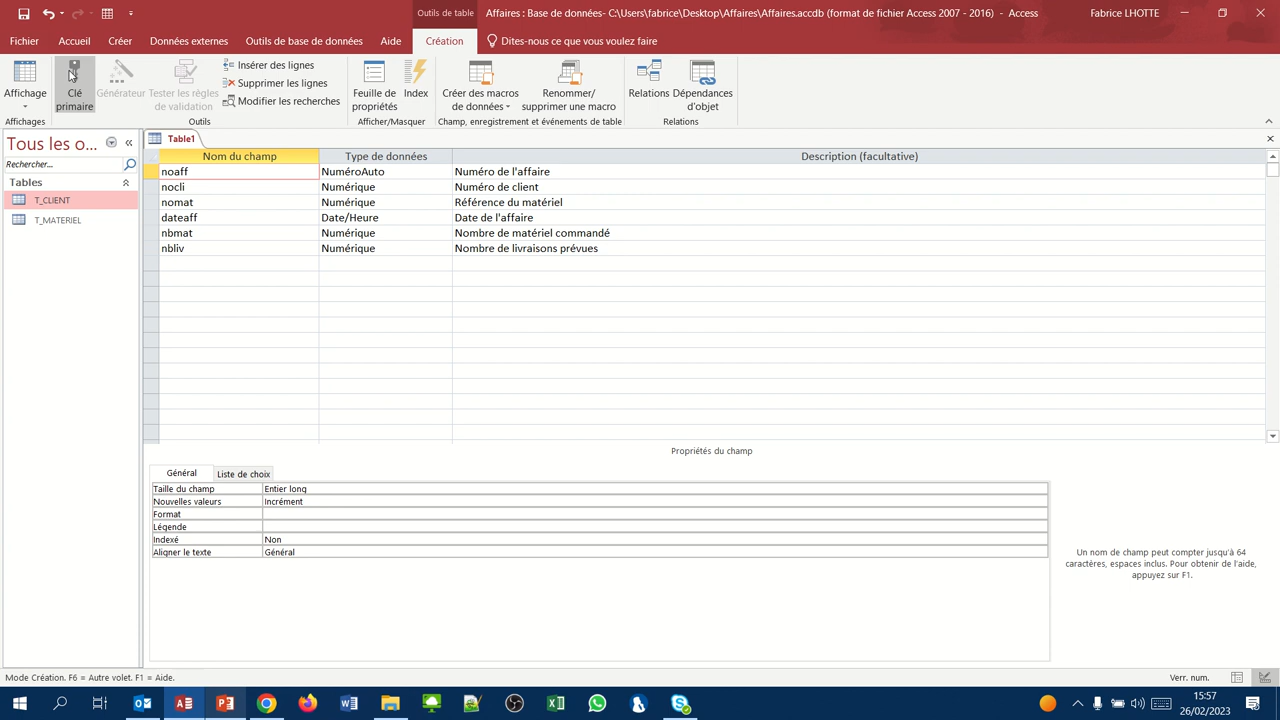 Outils de table
Affaires : Base de données- C:\Users\fabrice\Desktop\Affaires\Affaires.accdb (format de fichier Access 2007 - 2016) - Access
Fabrice LHOTTE
Fichier
Accueil
Créer
Données externes
Outils de base de données
Aide
Création
Dites-nous ce que vous voulez faire
Affichage
Clé
primaire
Générateur
Tester les règles
de validation
Insérer des lignes
Supprimer les lignes
Modifier les recherches
Feuille de
propriétés
Index
Créer des macros
de données
Renommer/
supprimer une macro
Relations
Dépendances
d'objet
Affichages
Outils
Afficher/Masquer
Champ, enregistrement et événements de table
Relations
Tous les o...
Rechercher...
Tables
T_CLIENT
T_MATERIEL
Table1
Nom du champ
Type de données
Description (facultative)
noaff NuméroAuto Numéro de l'affaire
nocli Numérique Numéro de client
nomat Numérique Référence du matériel
dateaff Date/Heure Date de l'affaire
nbmat Numérique Nombre de matériel commandé
nbliv Numérique Nombre de livraisons prévues
Propriétés du champ
Général
Liste de choix
Taille du champ Entier long
Nouvelles valeurs Incrément
Format
Légende
Indexé Non
Aligner le texte Général
Un nom de champ peut compter jusqu'à 64
caractères, espaces inclus. Pour obtenir de l'aide,
appuyez sur F1.
Mode Création. F6 = Autre volet. F1 = Aide.
Verr. num.
15:57
26/02/2023